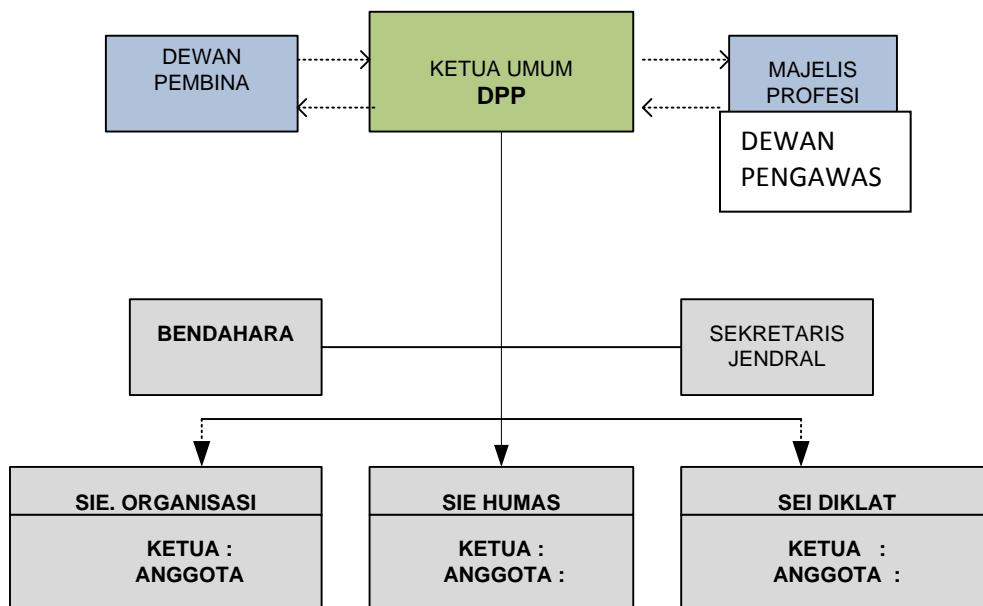 DEWAN
PEMBINA
KETUA UMUM
DPP
MAJELIS
PROFESI
DEWAN
PENGAWAS
BENDAHARA
SEKRETARIS
JENDRAL
SIE. ORGANISASI
KETUA :
ANGGOTA
SIE HUMAS
KETUA :
ANGGOTA :
SEI DIKLAT
KETUA   :
ANGGOTA  :